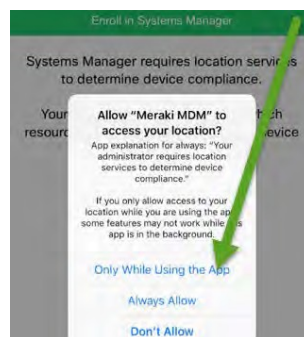 Enroll in Systems Manager
Systems Manager requires location services
to determine device compliance.
Your
resourc
Allow "Meraki MDM" to
access your location?
App explanation for always: "Your
administrator requires location
services to determine device
compliance."
If you only allow access to your
location while you are using the app,
some features may not work while this
app is in the background.
Only While Using the App
Always Allow
Don't Allow